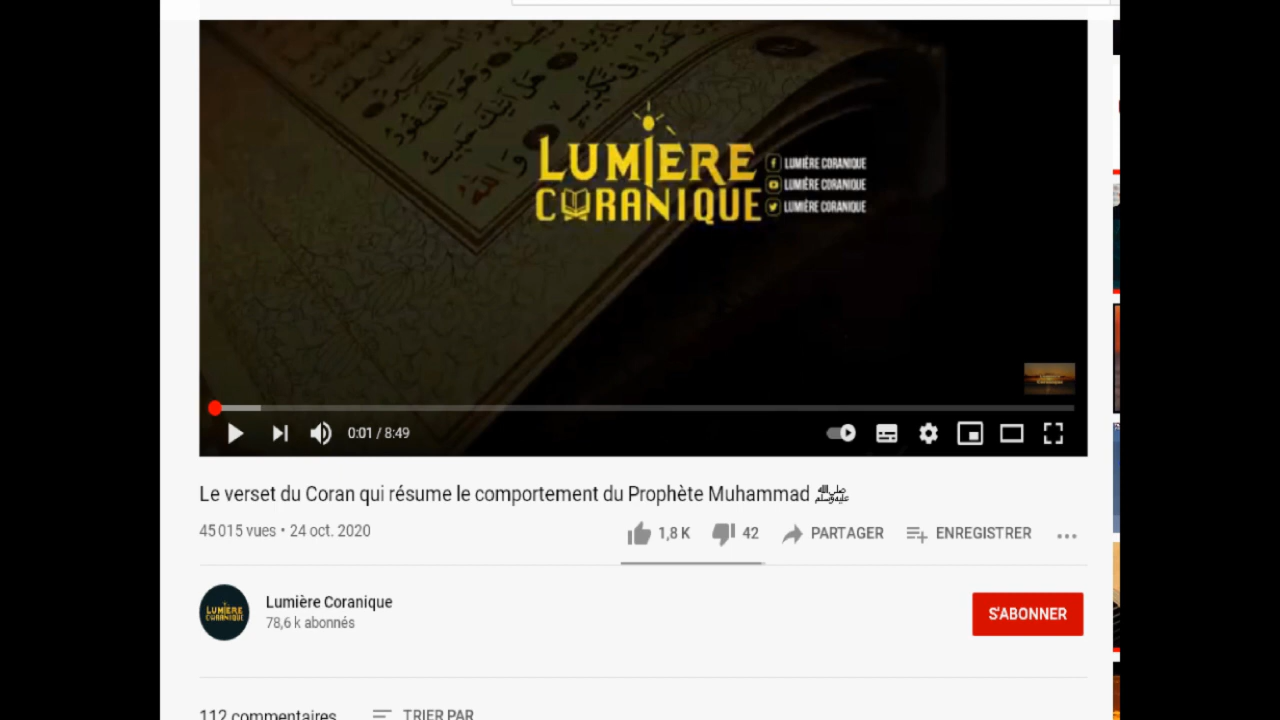 LUMIÈRE
CORANIQUE
LUMIÈRE CORANIQUE
LUMIÈRE CORANIQUE
LUMIÈRE CORANIQUE
0:01 / 8:49
Le verset du Coran qui résume le comportement du Prophète Muhammad ﷺ
45 015 vues • 24 oct. 2020
1,8 K
42
PARTAGER
ENREGISTRER
LUMIÈRE
CORANIQUE
Lumière Coranique
78,6 k abonnés
S'ABONNER
112 commentaires
TRIER PAR